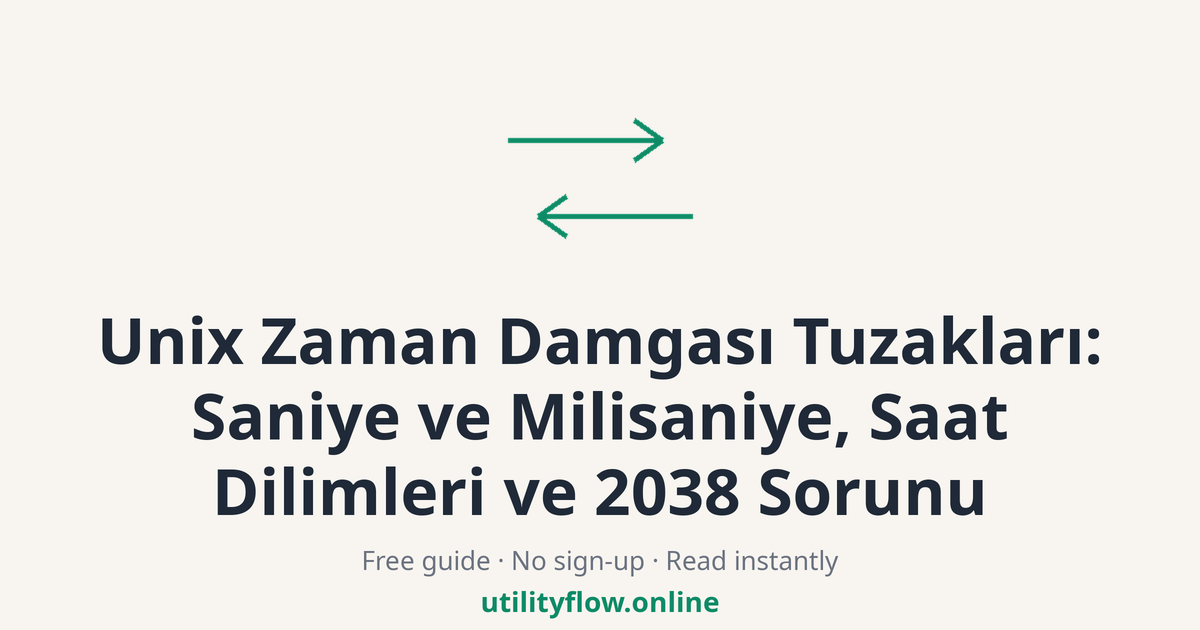 Unix Zaman Damgası Tuzakları:
Saniye ve Milisaniye, Saat
Dilimleri ve 2038 Sorunu
Free guide · No sign-up · Read instantly
utilityflow.online